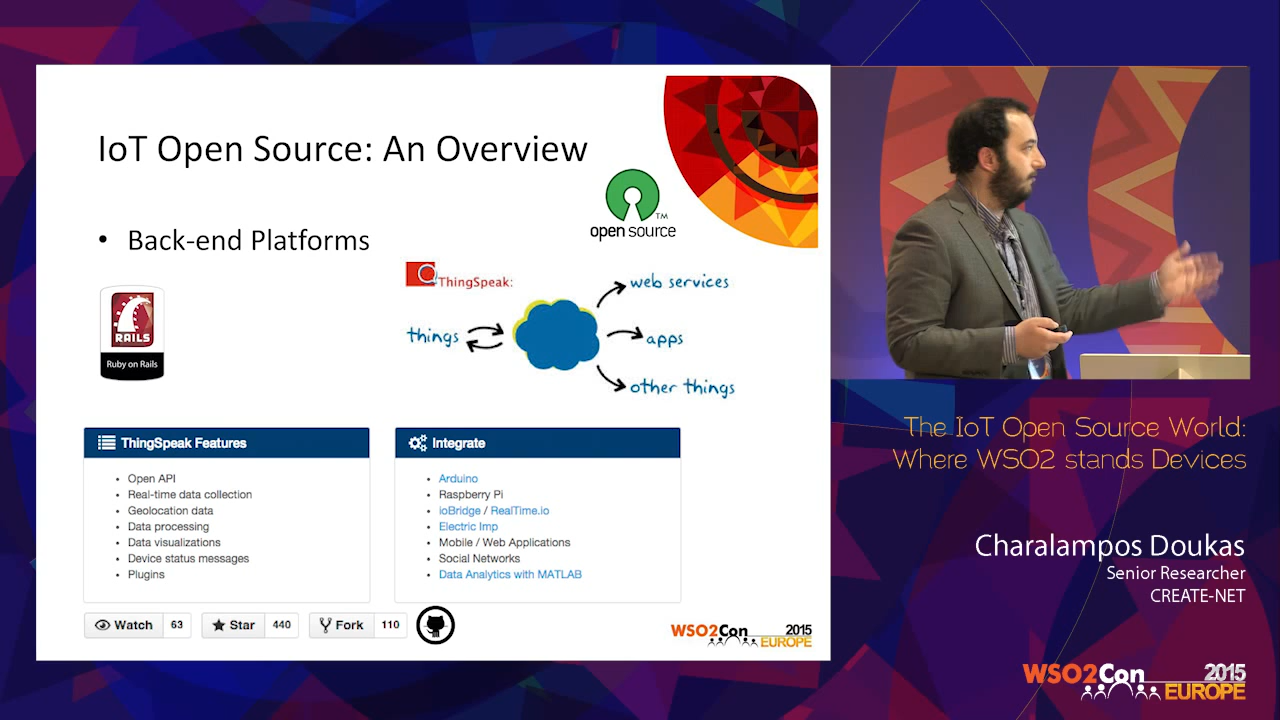 IoT Open Source: An Overview
TM
open source
• Back-end Platforms
RAILS
Ruby on Rails
ThingSpeak:
things
web services
apps
other things
ThingSpeak Features
• Open API
• Real-time data collection
• Geolocation data
• Data processing
• Data visualizations
• Device status messages
• Plugins
Integrate
• Arduino
• Raspberry Pi
• ioBridge / RealTime.io
• Electric Imp
• Mobile / Web Applications
• Social Networks
• Data Analytics with MATLAB
Watch 63
Star 440
Fork 110
WSO2Con 2015
EUROPE
The IoT Open Source World:
Where WSO2 stands Devices
Charalampos Doukas
Senior Researcher
CREATE-NET
WSO2Con 2015
EUROPE